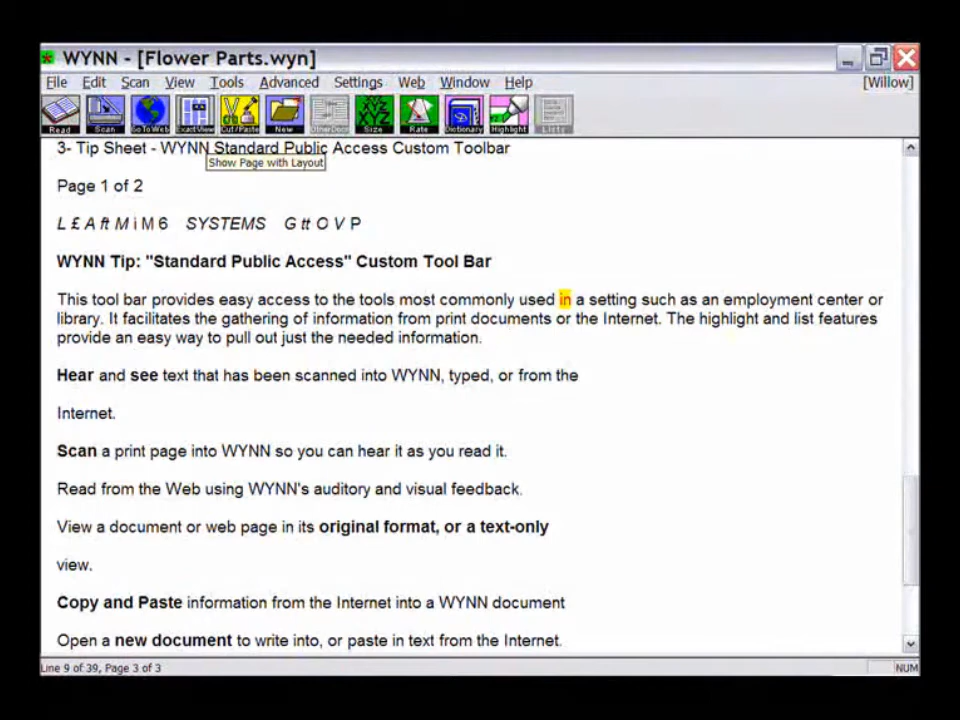 WYNN - [Flower Parts.wyn]
File Edit Scan View Tools Advanced Settings Web Window Help [Willow]
Read Scan GoToWeb ExactView Cut/Paste New OtherDocs Size Rate Dictionary Highlight Lists
3- Tip Sheet - WYNN Standard Public Access Custom Toolbar
Show Page with Layout
Page 1 of 2
L £ A ft M i M 6 SYSTEMS G tt O V P
WYNN Tip: "Standard Public Access" Custom Tool Bar
This tool bar provides easy access to the tools most commonly used in a setting such as an employment center or
library. It facilitates the gathering of information from print documents or the Internet. The highlight and list features
provide an easy way to pull out just the needed information.
Hear and see text that has been scanned into WYNN, typed, or from the
Internet.
Scan a print page into WYNN so you can hear it as you read it.
Read from the Web using WYNN's auditory and visual feedback.
View a document or web page in its original format, or a text-only
view.
Copy and Paste information from the Internet into a WYNN document
Open a new document to write into, or paste in text from the Internet.
Line 9 of 39, Page 3 of 3 NUM